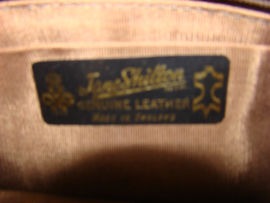 Jane Shilton
GENUINE LEATHER
MADE IN ENGLAND